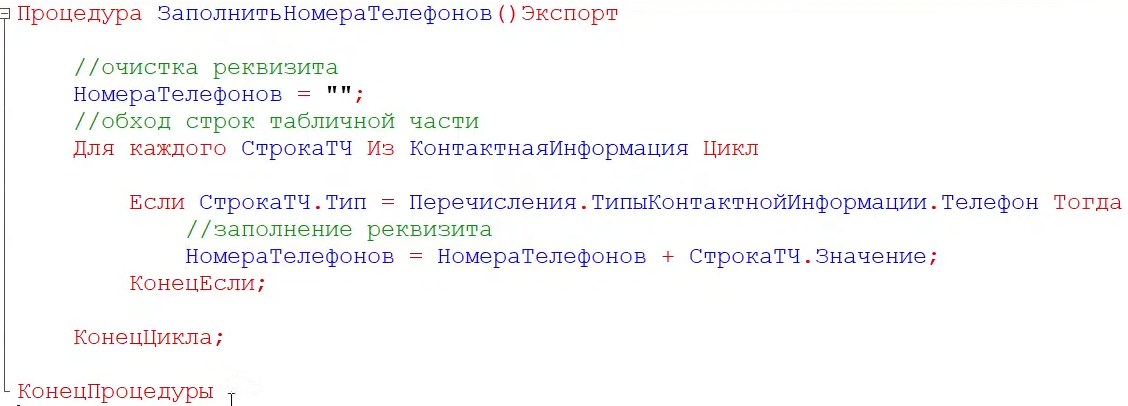 Процедура ЗаполнитьНомераТелефонов()Экспорт
//очистка реквизита
НомераТелефонов = "";
//обход строк табличной части
Для каждого СтрокаТЧ Из КонтактнаяИнформация Цикл
Если СтрокаТЧ.Тип = Перечисления.ТипыКонтактнойИнформации.Телефон Тогда
//заполнение реквизита
НомераТелефонов = НомераТелефонов + СтрокаТЧ.Значение;
КонецЕсли;
КонецЦикла;
КонецПроцедуры